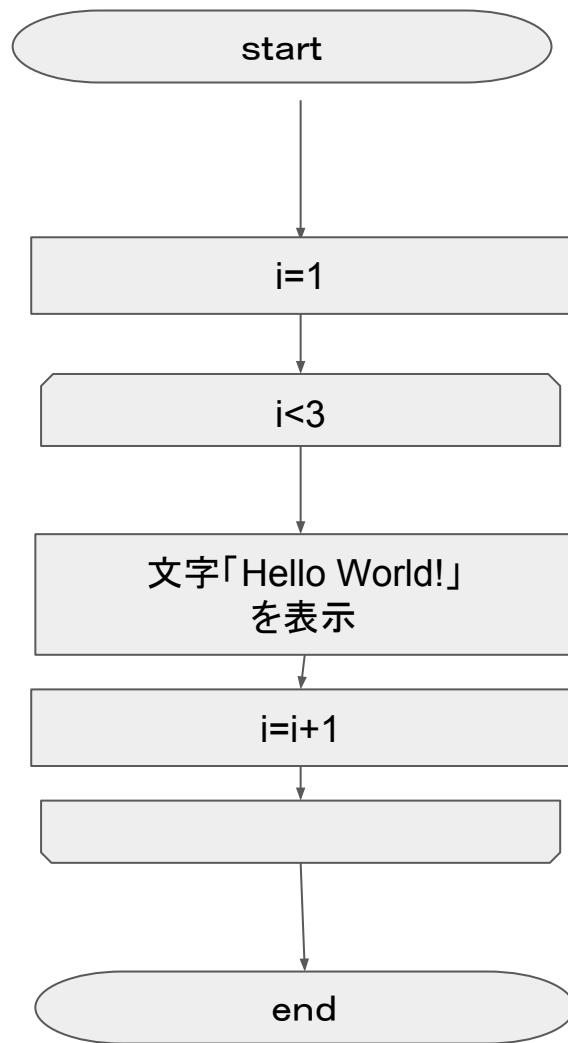 start
i=1
i<3
文字「Hello World!」
を表示
i=i+1
end